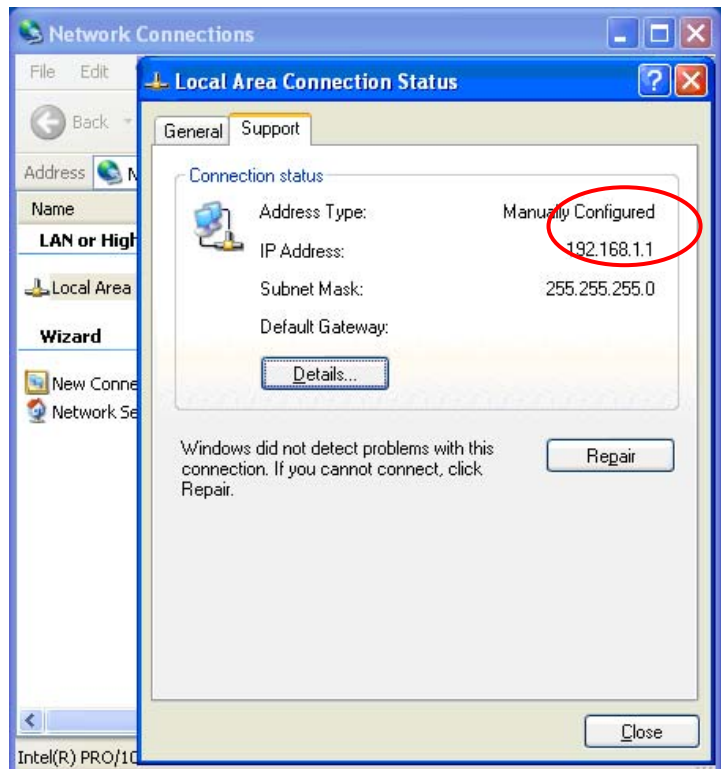 Network Connections
File Edit
Back
Address
Name
LAN or High
Local Area
Wizard
New Conne
Network Se
Intel(R) PRO/10
Local Area Connection Status
General Support
Connection status
Address Type: Manually Configured
IP Address: 192.168.1.1
Subnet Mask: 255.255.255.0
Default Gateway:
Details...
Windows did not detect problems with this
connection. If you cannot connect, click
Repair.
Repair
Close